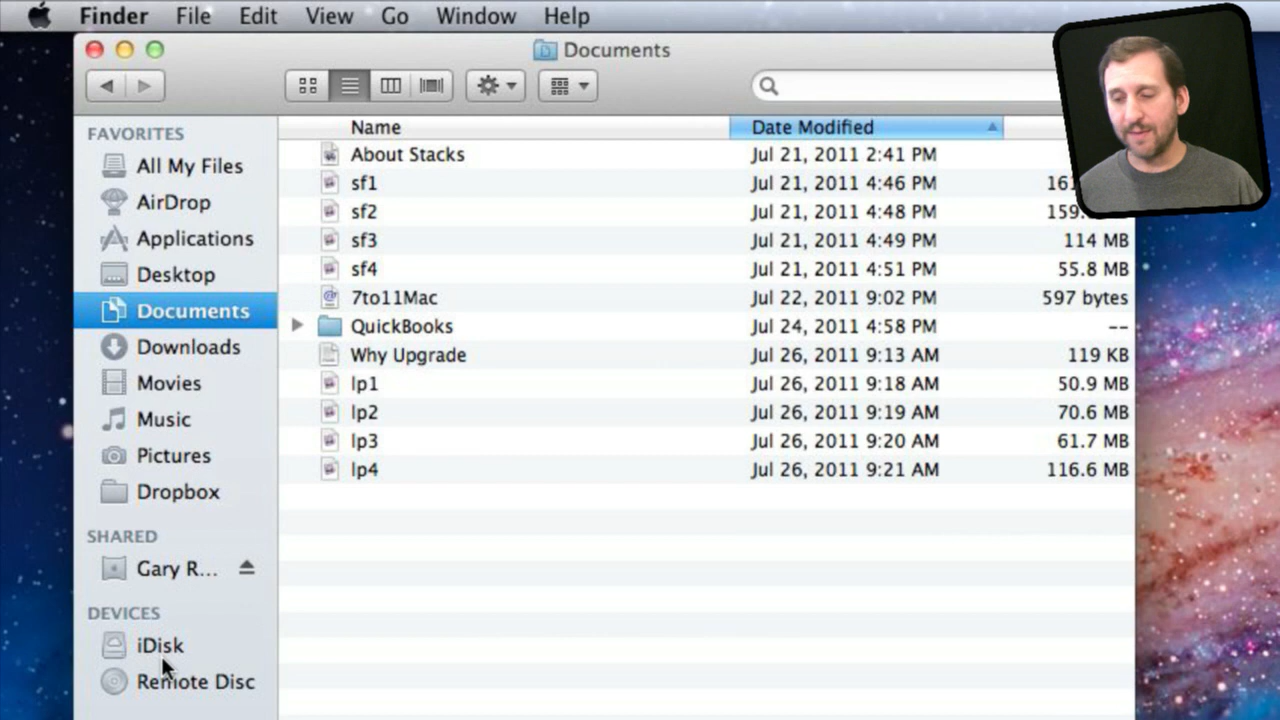 Finder File Edit View Go Window Help
Documents
FAVORITES
All My Files
AirDrop
Applications
Desktop
Documents
Downloads
Movies
Music
Pictures
Dropbox
SHARED
Gary R...
DEVICES
iDisk
Remote Disc
Name Date Modified
About Stacks Jul 21, 2011 2:41 PM
sf1 Jul 21, 2011 4:46 PM
sf2 Jul 21, 2011 4:48 PM
sf3 Jul 21, 2011 4:49 PM 114 MB
sf4 Jul 21, 2011 4:51 PM 55.8 MB
7to11Mac Jul 22, 2011 9:02 PM 597 bytes
QuickBooks Jul 24, 2011 4:58 PM --
Why Upgrade Jul 26, 2011 9:13 AM 119 KB
lp1 Jul 26, 2011 9:18 AM 50.9 MB
lp2 Jul 26, 2011 9:19 AM 70.6 MB
lp3 Jul 26, 2011 9:20 AM 61.7 MB
lp4 Jul 26, 2011 9:21 AM 116.6 MB